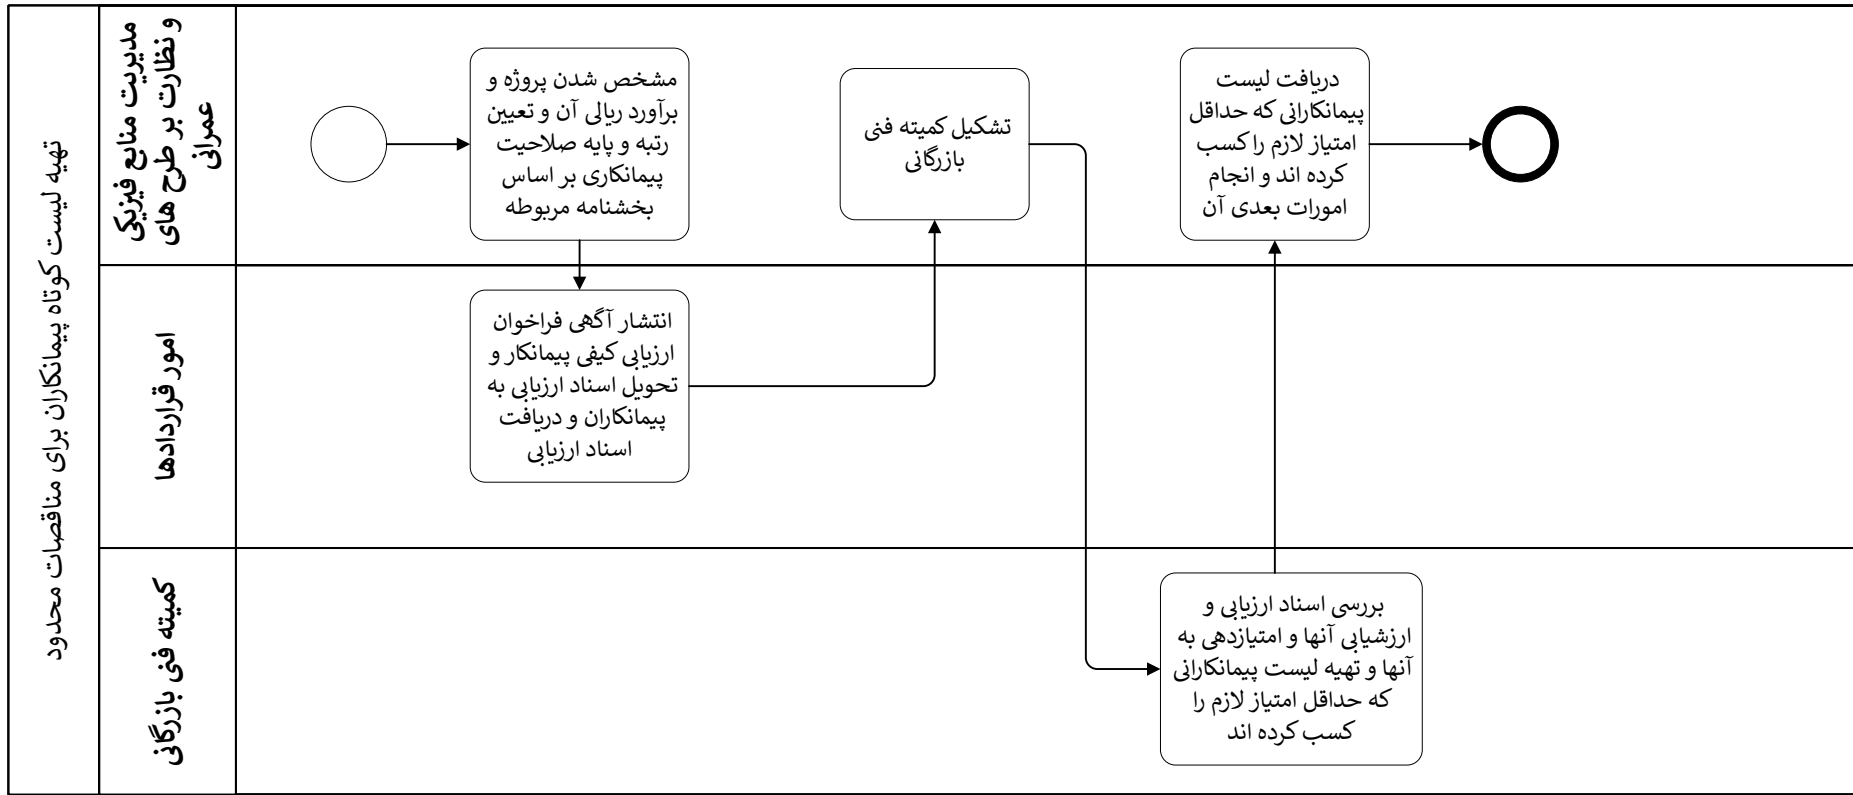 تهیه لیست کوتاه پیمانکاران برای مناقصات محدود
مدیریت منابع فیزیکی
و نظارت بر طرح های
عمرانی
مشخص شدن پروژه و
برآورد ریالی آن و تعیین
رتبه و پایه صلاحیت
پیمانکاری بر اساس
بخشنامه مربوطه
تشکیل کمیته فنی
بازرگانی
دریافت لیست
پیمانکارانی که حداقل
امتیاز لازم را کسب
کرده اند و انجام
امورات بعدی آن
امور قراردادها
انتشار آگهی فراخوان
ارزیابی کیفی پیمانکار و
تحویل اسناد ارزیابی به
پیمانکاران و دریافت
اسناد ارزیابی
کمیته فنی بازرگانی
بررسی اسناد ارزیابی و
ارزشیابی آنها و امتیازدهی به
آنها و تهیه لیست پیمانکارانی
که حداقل امتیاز لازم را
کسب کرده اند